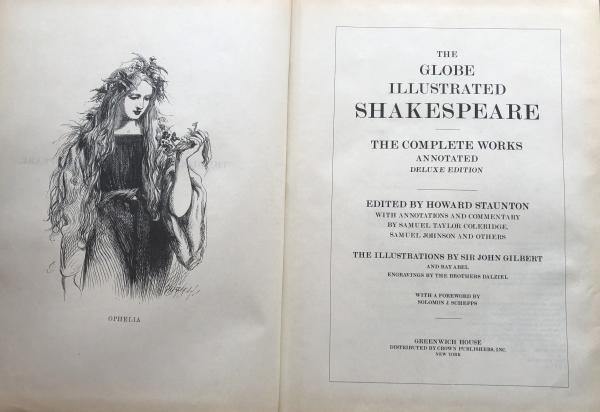 OPHELIA
THE
GLOBE
ILLUSTRATED
SHAKESPEARE
THE COMPLETE WORKS
ANNOTATED
DELUXE EDITION
EDITED BY HOWARD STAUNTON
WITH ANNOTATIONS AND COMMENTARY
BY SAMUEL TAYLOR COLERIDGE,
SAMUEL JOHNSON AND OTHERS
THE ILLUSTRATIONS BY SIR JOHN GILBERT
AND RAY ABEL
ENGRAVINGS BY THE BROTHERS DALZIEL
WITH A FOREWORD BY
SOLOMON J. SCHEPPS
GREENWICH HOUSE
DISTRIBUTED BY CROWN PUBLISHERS, INC.
NEW YORK